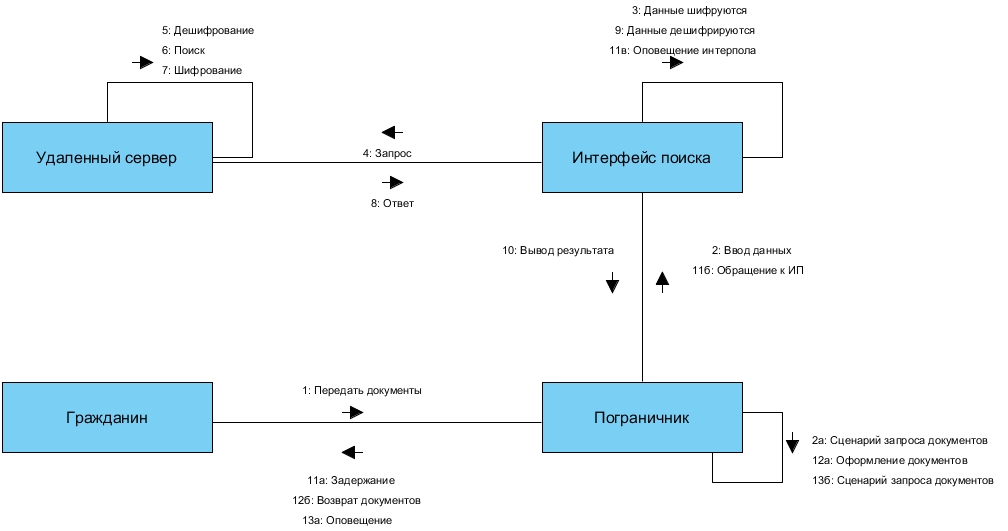 3: Данные шифруются
9: Данные дешифрируются
11в: Оповещение интерпола
5: Дешифрование
6: Поиск
7: Шифрование
Удаленный сервер
4: Запрос
8: Ответ
Интерфейс поиска
10: Вывод результата
2: Ввод данных
11б: Обращение к ИП
Гражданин
1: Передать документы
11а: Задержание
12б: Возврат документов
13а: Оповещение
Пограничник
2а: Сценарий запроса документов
12а: Оформление документов
13б: Сценарий запроса документов